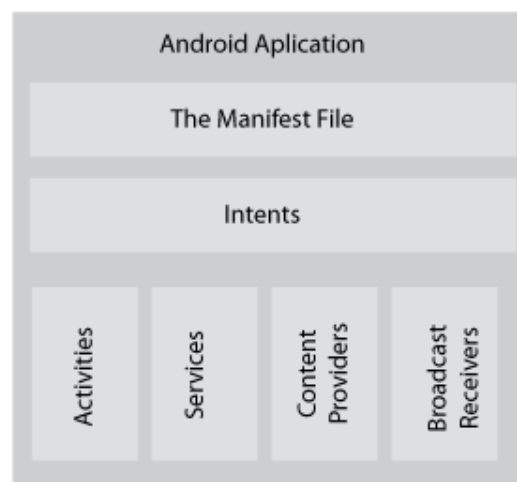 Android Aplication
The Manifest File
Intents
Activities
Services
Content
Providers
Broadcast
Receivers